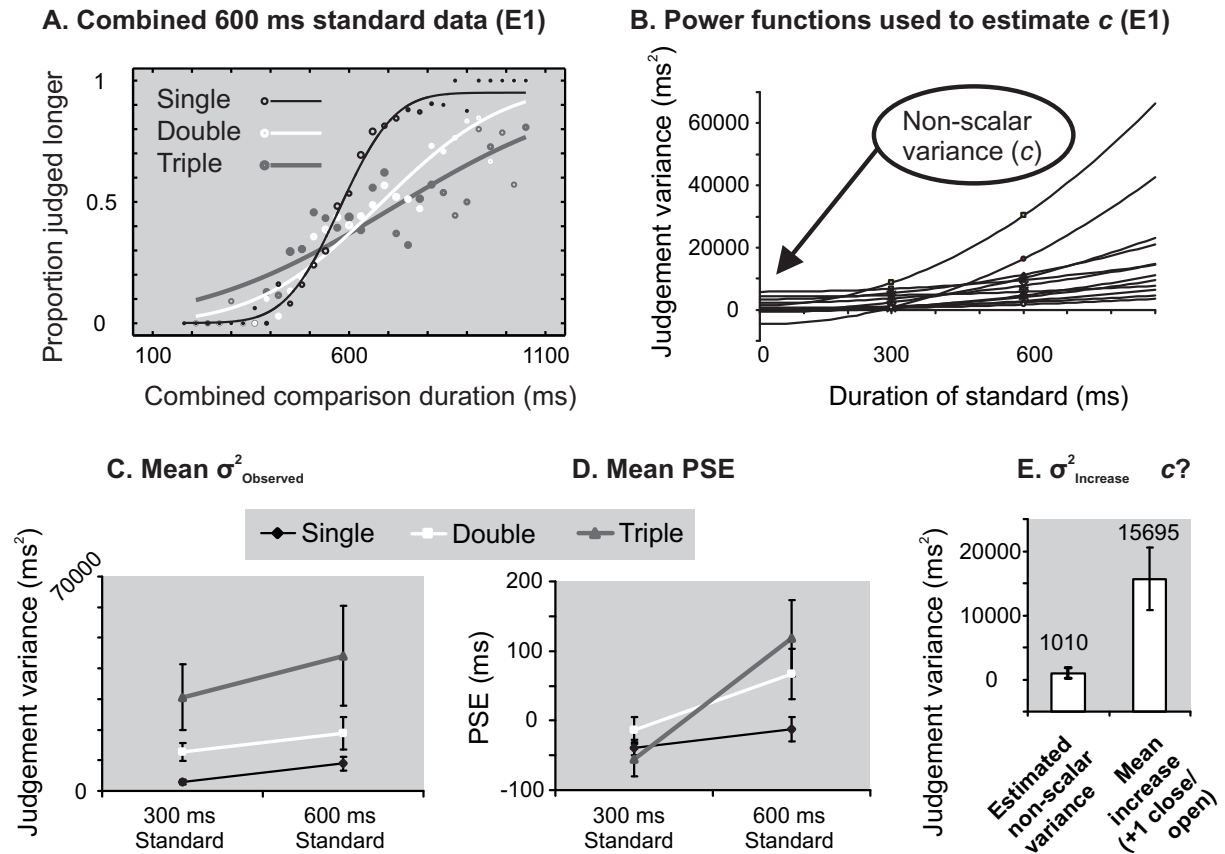 A. Combined 600 ms standard data (E1)
Proportion judged longer
1
0.5
0
Single
Double
Triple
100
600
1100
Combined comparison duration (ms)
B. Power functions used to estimate c (E1)
Judgement variance (ms²)
60000
40000
20000
0
Non-scalar
variance (c)
0
300
600
Duration of standard (ms)
C. Mean σ²Observed
D. Mean PSE
E. σ²Increase c?
Single
Double
Triple
Judgement variance (ms²)
70000
0
300 ms
Standard
600 ms
Standard
PSE (ms)
200
100
0
-100
300 ms
Standard
600 ms
Standard
Judgement variance (ms²)
20000
10000
0
15695
1010
Estimated
non-scalar
variance
Mean
increase
(+1 close/
open)